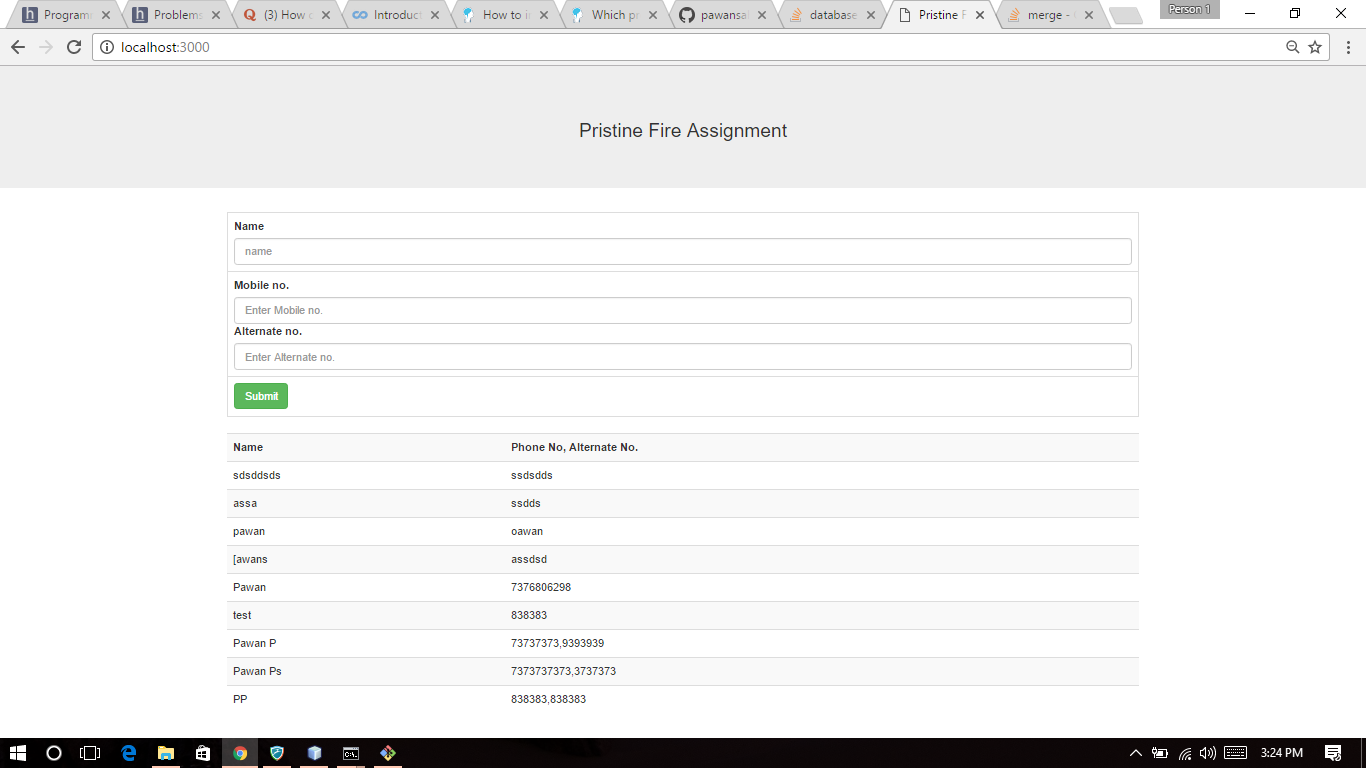 Programm
Problems
(3) How
Introduct
How to i
Which pr
pawansa
database
Pristine F
merge -
Person 1
localhost:3000
Pristine Fire Assignment
Name
name
Mobile no.
Enter Mobile no.
Alternate no.
Enter Alternate no.
Submit
Name Phone No, Alternate No.
sdsddsds ssdsdds
assa ssdds
pawan oawan
[awans assdsd
Pawan 7376806298
test 838383
Pawan P 73737373,9393939
Pawan Ps 7373737373,3737373
PP 838383,838383
3:24 PM